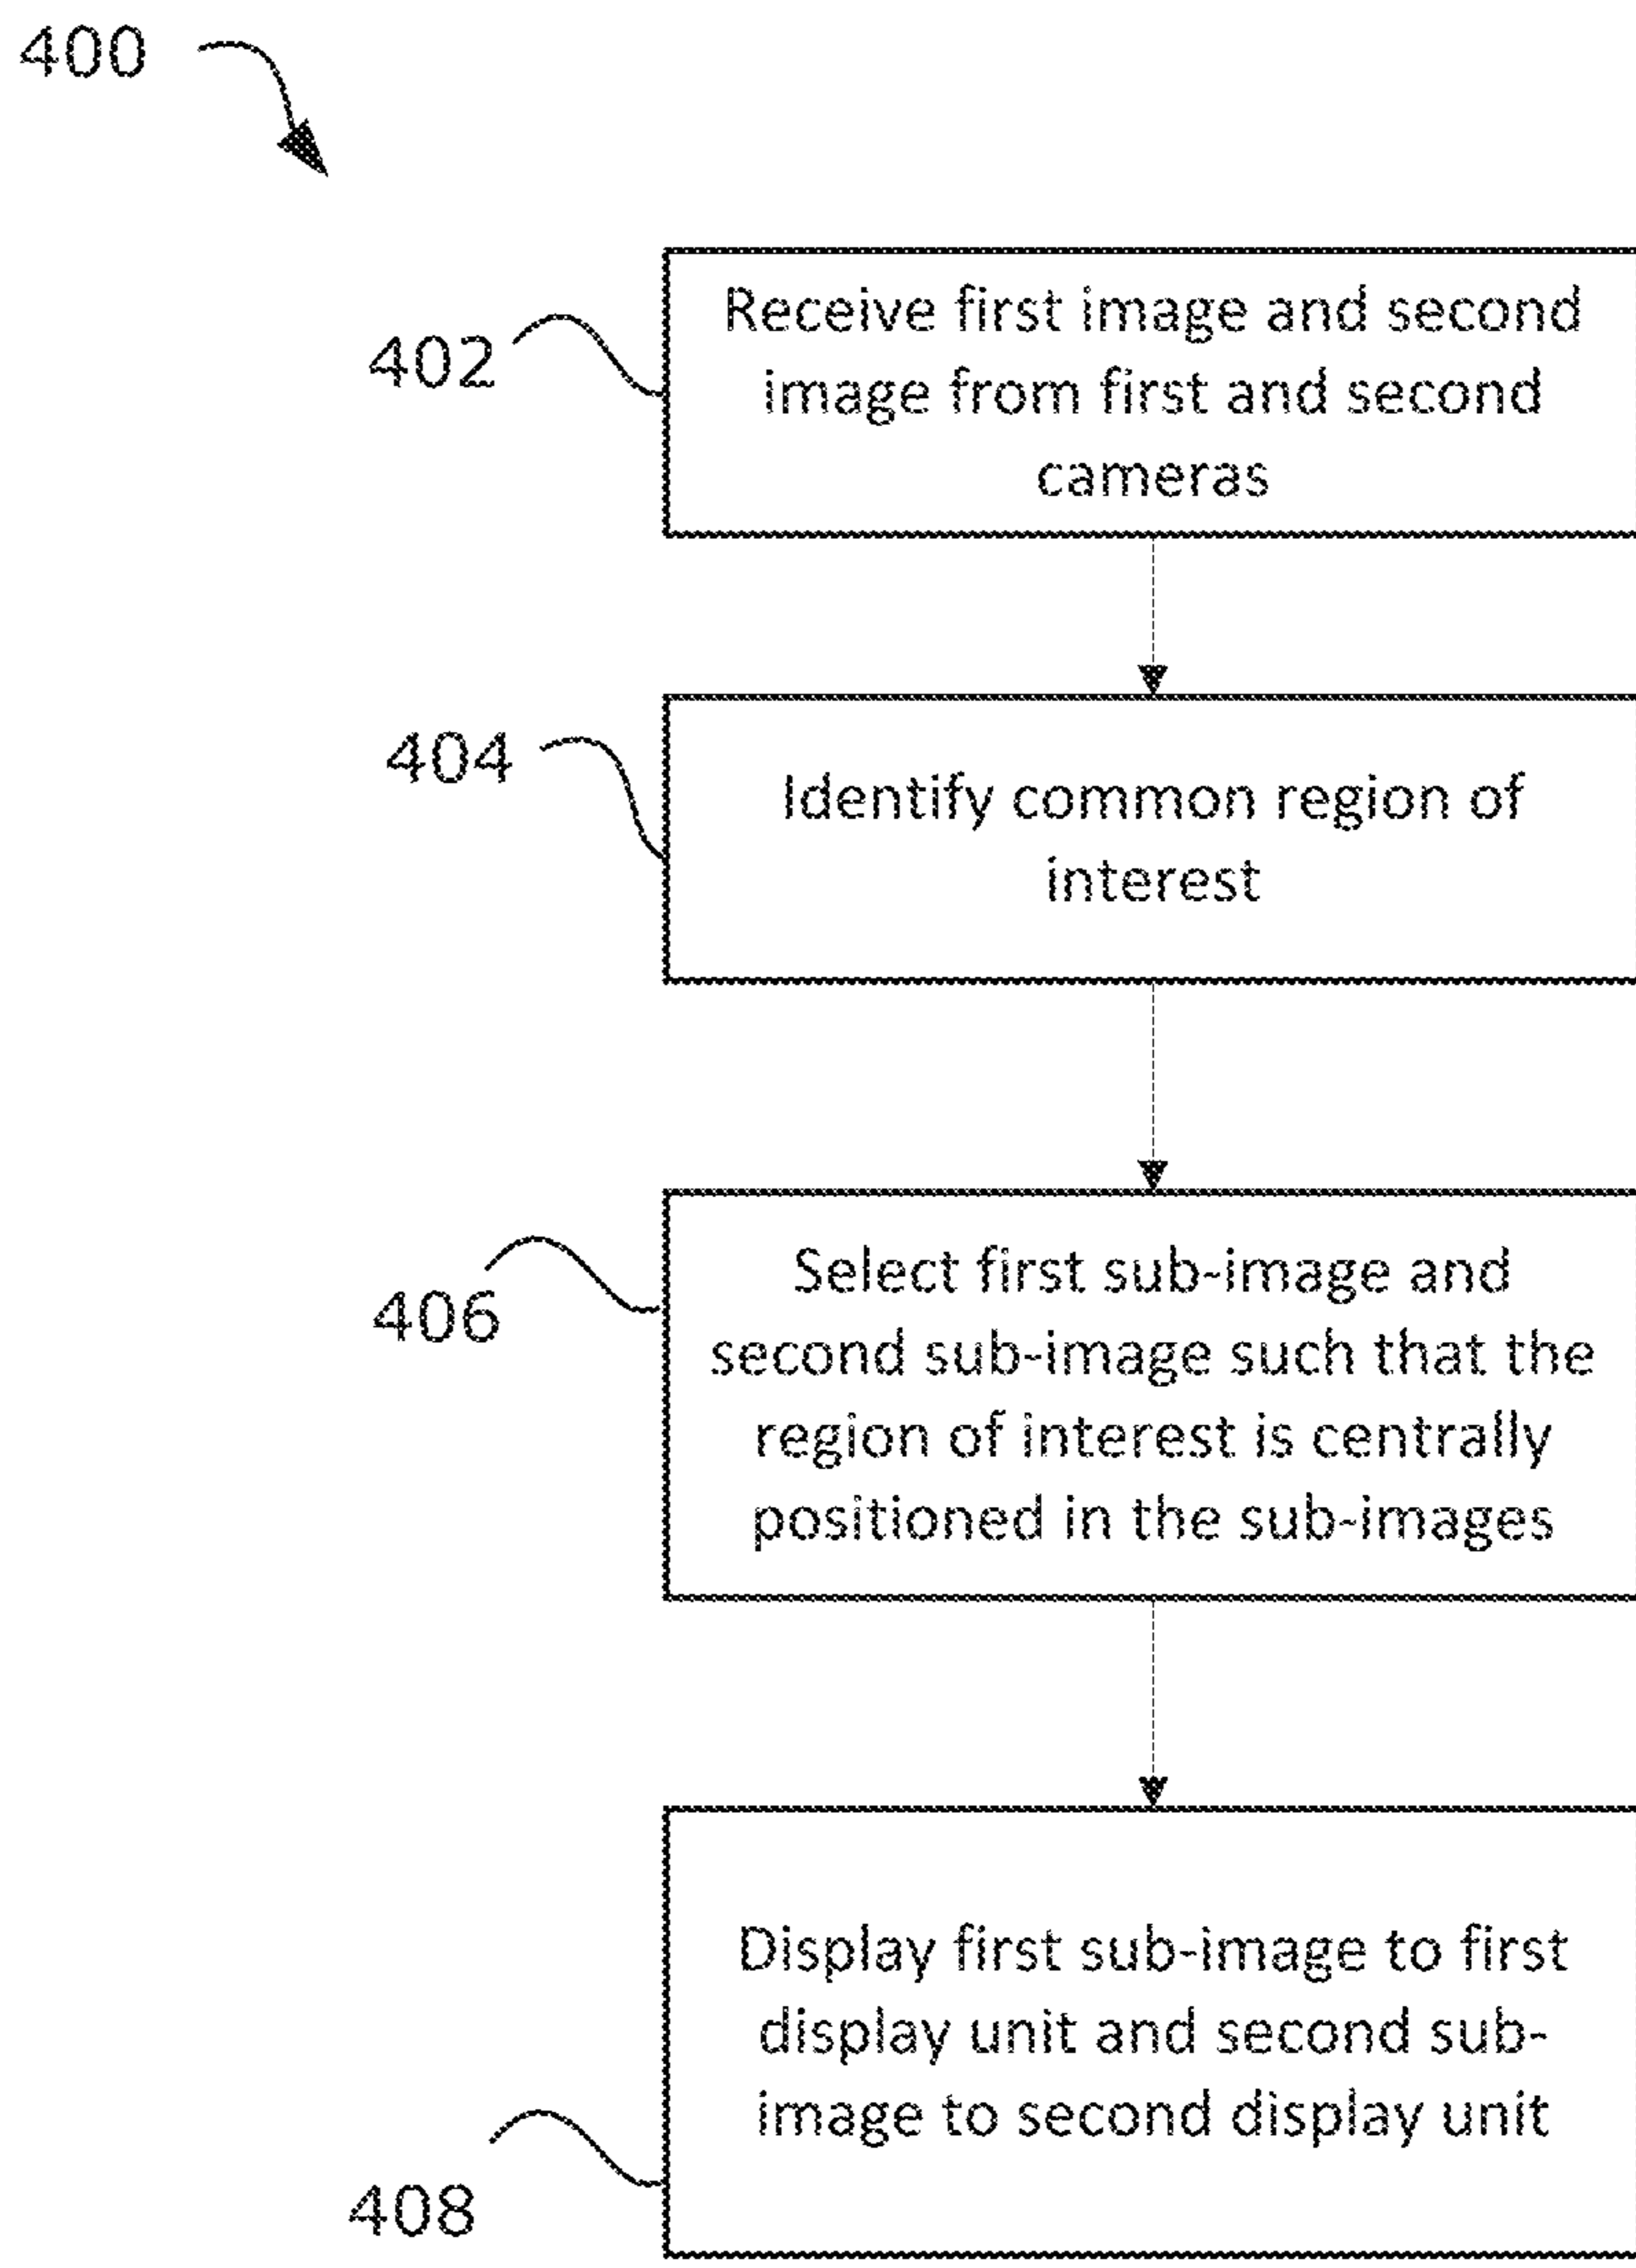 400
402
Receive first image and second
image from first and second
cameras
404
Identify common region of
interest
406
Select first sub-image and
second sub-image such that the
region of interest is centrally
positioned in the sub-images
408
Display first sub-image to first
display unit and second sub-
image to second display unit